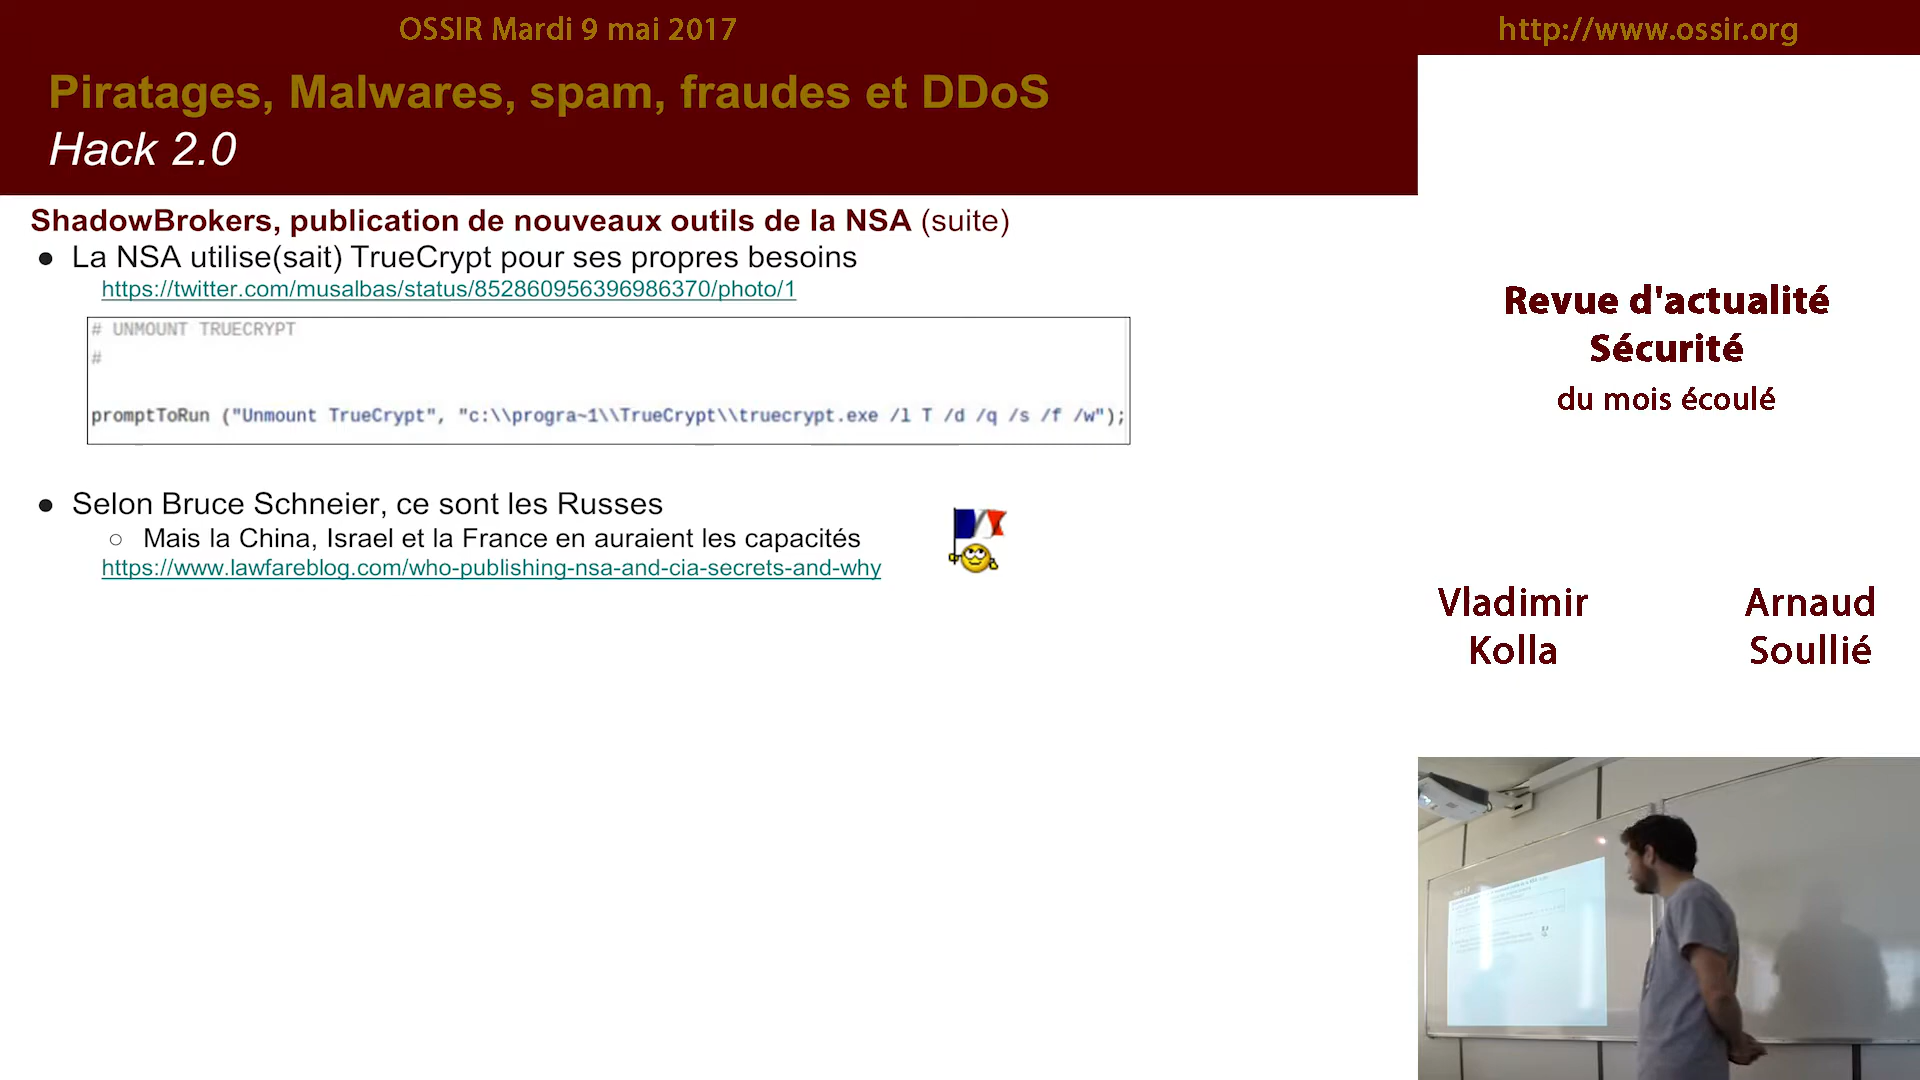 OSSIR Mardi 9 mai 2017
http://www.ossir.org
Piratages, Malwares, spam, fraudes et DDoS
Hack 2.0
ShadowBrokers, publication de nouveaux outils de la NSA (suite)
● La NSA utilise(sait) TrueCrypt pour ses propres besoins
https://twitter.com/musalbas/status/852860956396986370/photo/1
# UNMOUNT TRUECRYPT
#
promptToRun ("Unmount TrueCrypt", "c:\\progra~1\\TrueCrypt\\truecrypt.exe /l T /d /q /s /f /w");
● Selon Bruce Schneier, ce sont les Russes
○ Mais la China, Israel et la France en auraient les capacités
https://www.lawfareblog.com/who-publishing-nsa-and-cia-secrets-and-why
Revue d'actualité
Sécurité
du mois écoulé
Vladimir
Kolla
Arnaud
Soullié